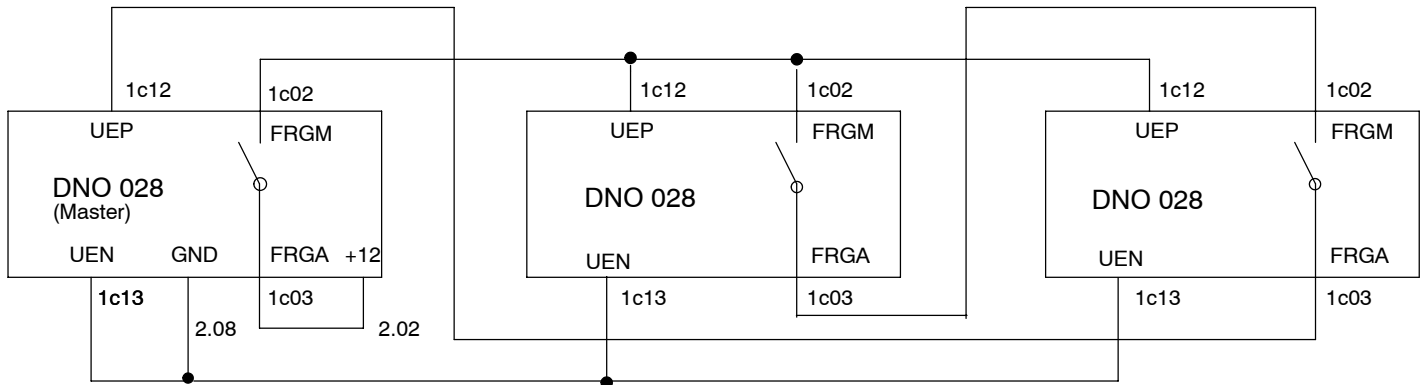 1c12 1c02 1c12 1c02 1c12 1c02
UEP FRGM UEP FRGM UEP FRGM
DNO 028 DNO 028 DNO 028
(Master)
UEN GND FRGA +12 UEN FRGA UEN FRGA
1c13 1c03 1c13 1c03 1c13 1c03
2.08 2.02